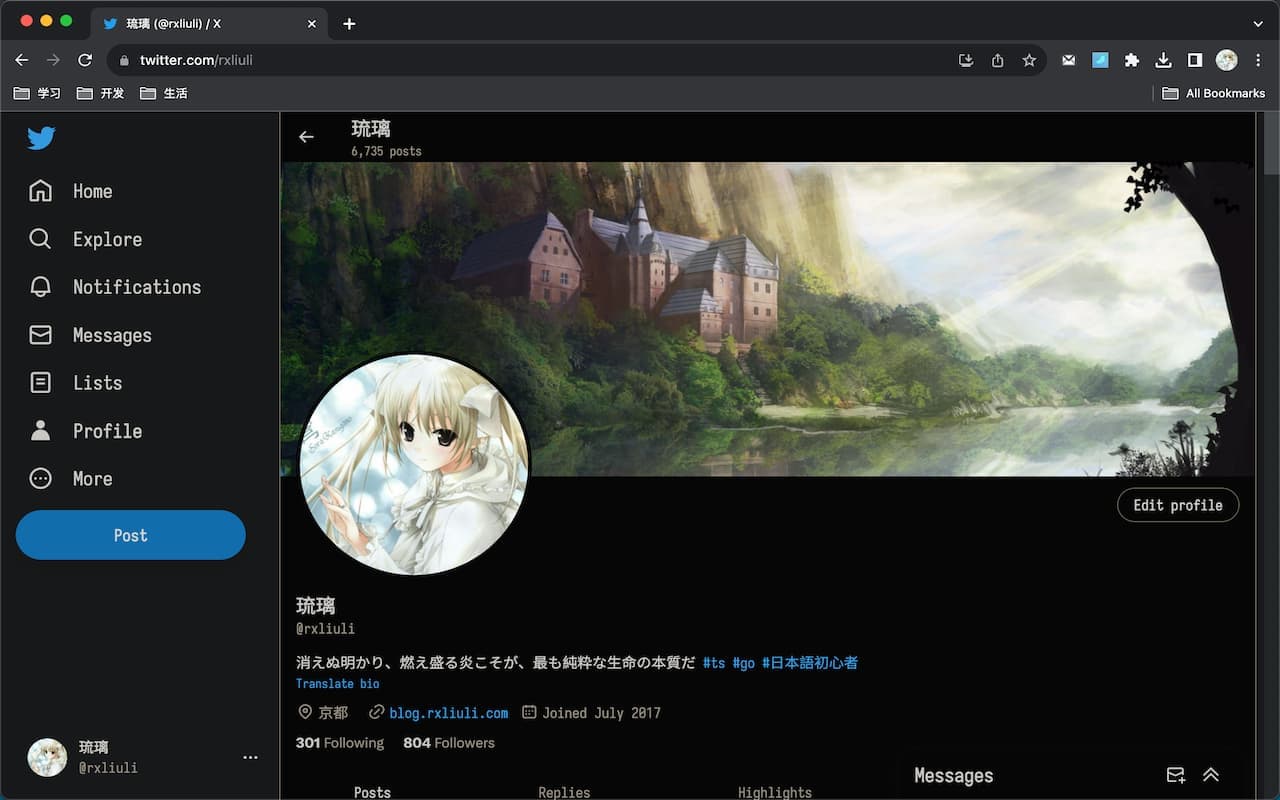 琉璃 (@rxliuli) / X
twitter.com/rxliuli
学习
开发
生活
All Bookmarks
琉璃
6,735 posts
Home
Explore
Notifications
Messages
Lists
Profile
More
Post
Edit profile
琉璃
@rxliuli
消えぬ明かり、燃え盛る炎こそが、最も純粋な生命の本質だ #ts #go #日本語初心者
Translate bio
京都 blog.rxliuli.com Joined July 2017
301 Following 804 Followers
Posts Replies Highlights
琉璃
@rxliuli
Messages